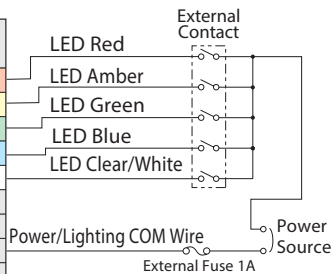 External
Contact
LED Red
LED Amber
LED Green
LED Blue
LED Clear/White
Power
Source
Power/Lighting COM Wire
External Fuse 1A